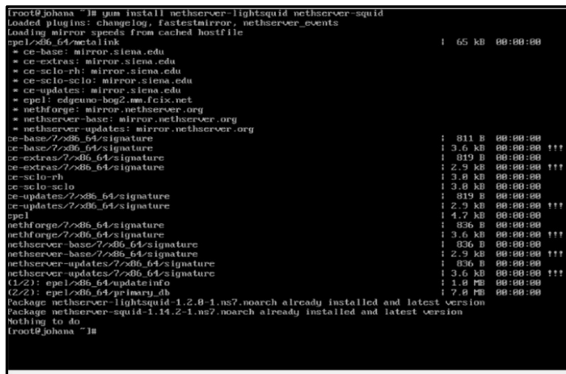 [root@johana ~]# yum install nethserver-lightsquid nethserver-squid
Loaded plugins: changelog, fastestmirror, nethserver_events
Loading mirror speeds from cached hostfile
epel/x86_64/metalink | 65 kB 00:00:00
* ce-base: mirror.siena.edu
* ce-extras: mirror.siena.edu
* ce-sclo-rh: mirror.siena.edu
* ce-sclo-sclo: mirror.siena.edu
* ce-updates: mirror.siena.edu
* epel: edgeuno-bog2.mm.fcix.net
* nethforge: mirror.nethserver.org
* nethserver-base: mirror.nethserver.org
* nethserver-updates: mirror.nethserver.org
ce-base/7/x86_64/signature | 811 B 00:00:00
ce-base/7/x86_64/signature | 3.6 kB 00:00:00 !!!
ce-extras/7/x86_64/signature | 819 B 00:00:00
ce-extras/7/x86_64/signature | 2.9 kB 00:00:00 !!!
ce-sclo-rh | 3.0 kB 00:00:00
ce-sclo-sclo | 3.0 kB 00:00:00
ce-updates/7/x86_64/signature | 819 B 00:00:00
ce-updates/7/x86_64/signature | 2.9 kB 00:00:00 !!!
epel | 4.7 kB 00:00:00
nethforge/7/x86_64/signature | 836 B 00:00:00
nethforge/7/x86_64/signature | 3.6 kB 00:00:00 !!!
nethserver-base/7/x86_64/signature | 836 B 00:00:00
nethserver-base/7/x86_64/signature | 2.9 kB 00:00:00 !!!
nethserver-updates/7/x86_64/signature | 836 B 00:00:00
nethserver-updates/7/x86_64/signature | 3.6 kB 00:00:00 !!!
(1/2): epel/x86_64/updateinfo | 1.0 MB 00:00:00
(2/2): epel/x86_64/primary_db | 7.0 MB 00:00:00
Package nethserver-lightsquid-1.2.0-1.ns7.noarch already installed and latest version
Package nethserver-squid-1.14.2-1.ns7.noarch already installed and latest version
Nothing to do
[root@johana ~]#